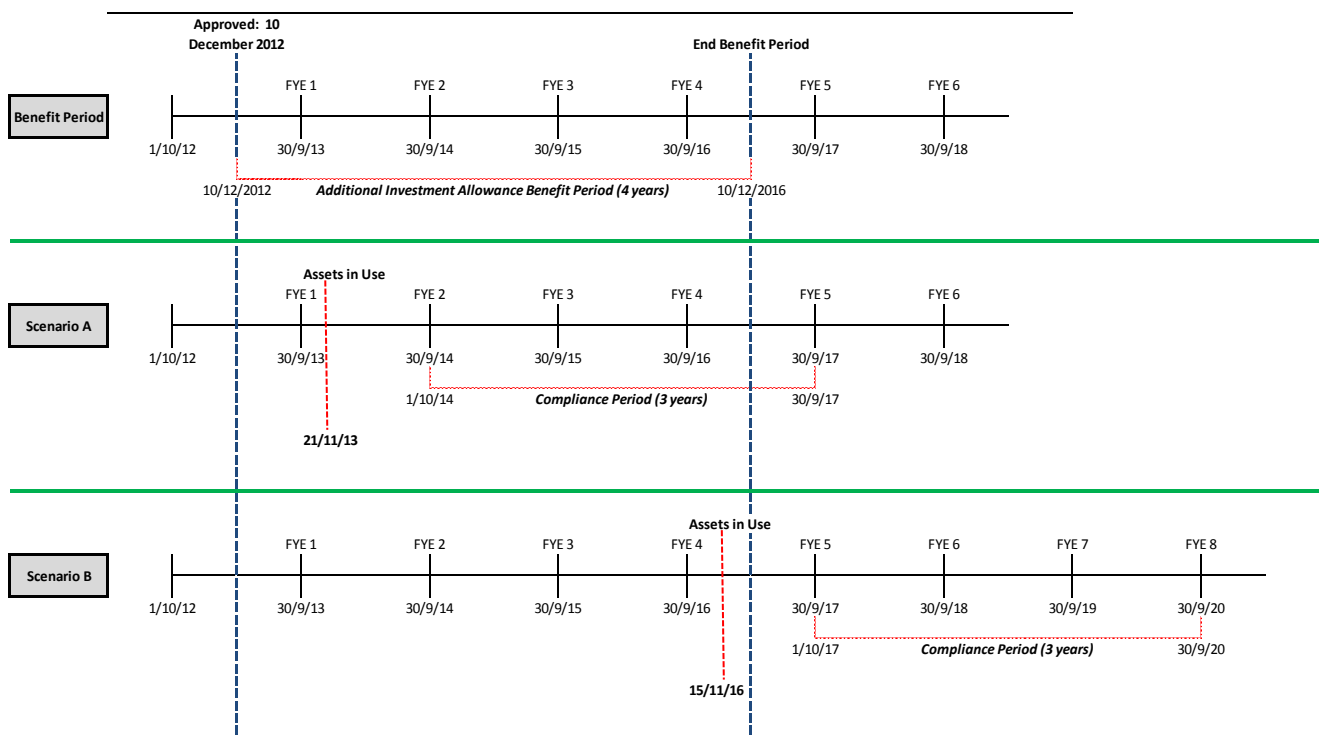 Approved: 10
December 2012
End Benefit Period
FYE 1 FYE 2 FYE 3 FYE 4 FYE 5 FYE 6
Benefit Period
1/10/12 30/9/13 30/9/14 30/9/15 30/9/16 30/9/17 30/9/18
10/12/2012 Additional Investment Allowance Benefit Period (4 years) 10/12/2016
Assets in Use
FYE 1 FYE 2 FYE 3 FYE 4 FYE 5 FYE 6
Scenario A
1/10/12 30/9/13 30/9/14 30/9/15 30/9/16 30/9/17 30/9/18
1/10/14 Compliance Period (3 years) 30/9/17
21/11/13
Assets in Use
FYE 1 FYE 2 FYE 3 FYE 4 FYE 5 FYE 6 FYE 7 FYE 8
Scenario B
1/10/12 30/9/13 30/9/14 30/9/15 30/9/16 30/9/17 30/9/18 30/9/19 30/9/20
1/10/17 Compliance Period (3 years) 30/9/20
15/11/16